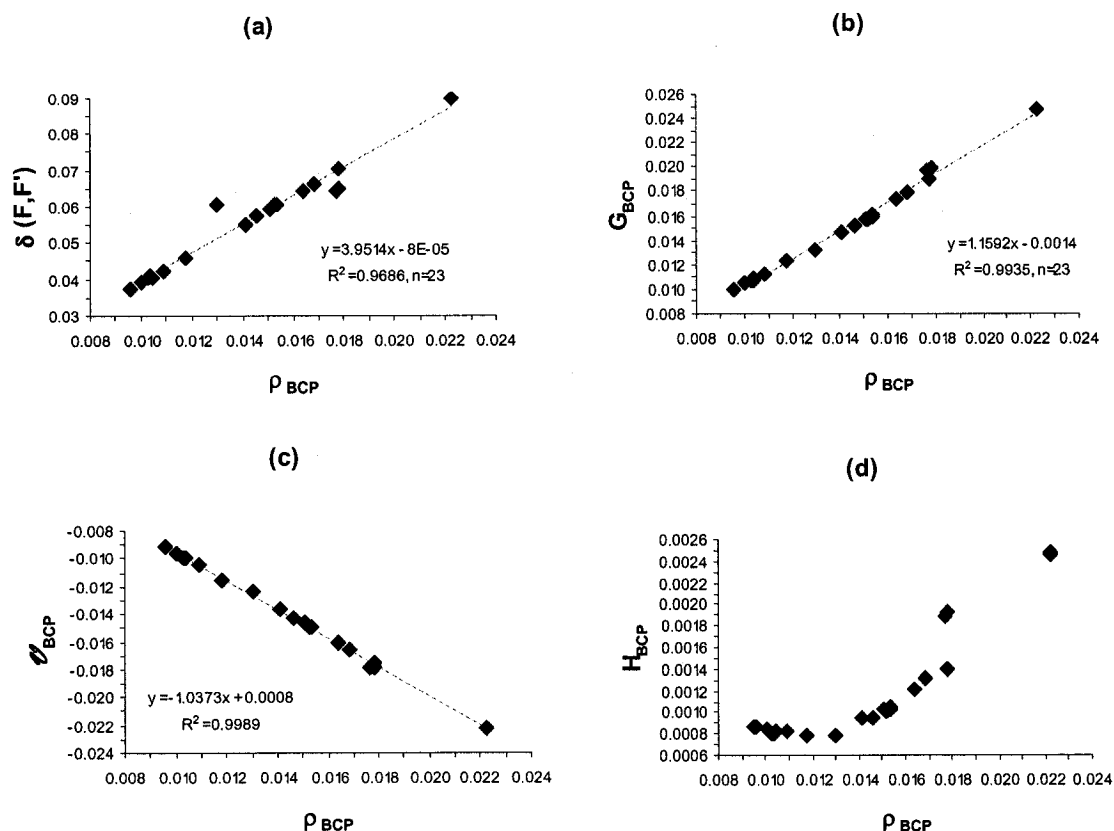 (a)
0.09
0.08
0.07
0.06
0.05
0.04
0.03
δ (F,F')
y=3.9514x - 8E-05
R²=0.9686, n=23
0.008 0.010 0.012 0.014 0.016 0.018 0.020 0.022 0.024
ρ BCP
(b)
0.026
0.024
0.022
0.020
0.018
0.016
0.014
0.012
0.010
0.008
G BCP
y=1.1592x - 0.0014
R²=0.9935, n=23
0.008 0.010 0.012 0.014 0.016 0.018 0.020 0.022 0.024
ρ BCP
(c)
-0.008
-0.010
-0.012
-0.014
-0.016
-0.018
-0.020
-0.022
-0.024
𝒱 BCP
y=-1.0373x+0.0008
R²=0.9989
0.008 0.010 0.012 0.014 0.016 0.018 0.020 0.022 0.024
ρ BCP
(d)
0.0026
0.0024
0.0022
0.0020
0.0018
0.0016
0.0014
0.0012
0.0010
0.0008
0.0006
H BCP
0.008 0.010 0.012 0.014 0.016 0.018 0.020 0.022 0.024
ρ BCP